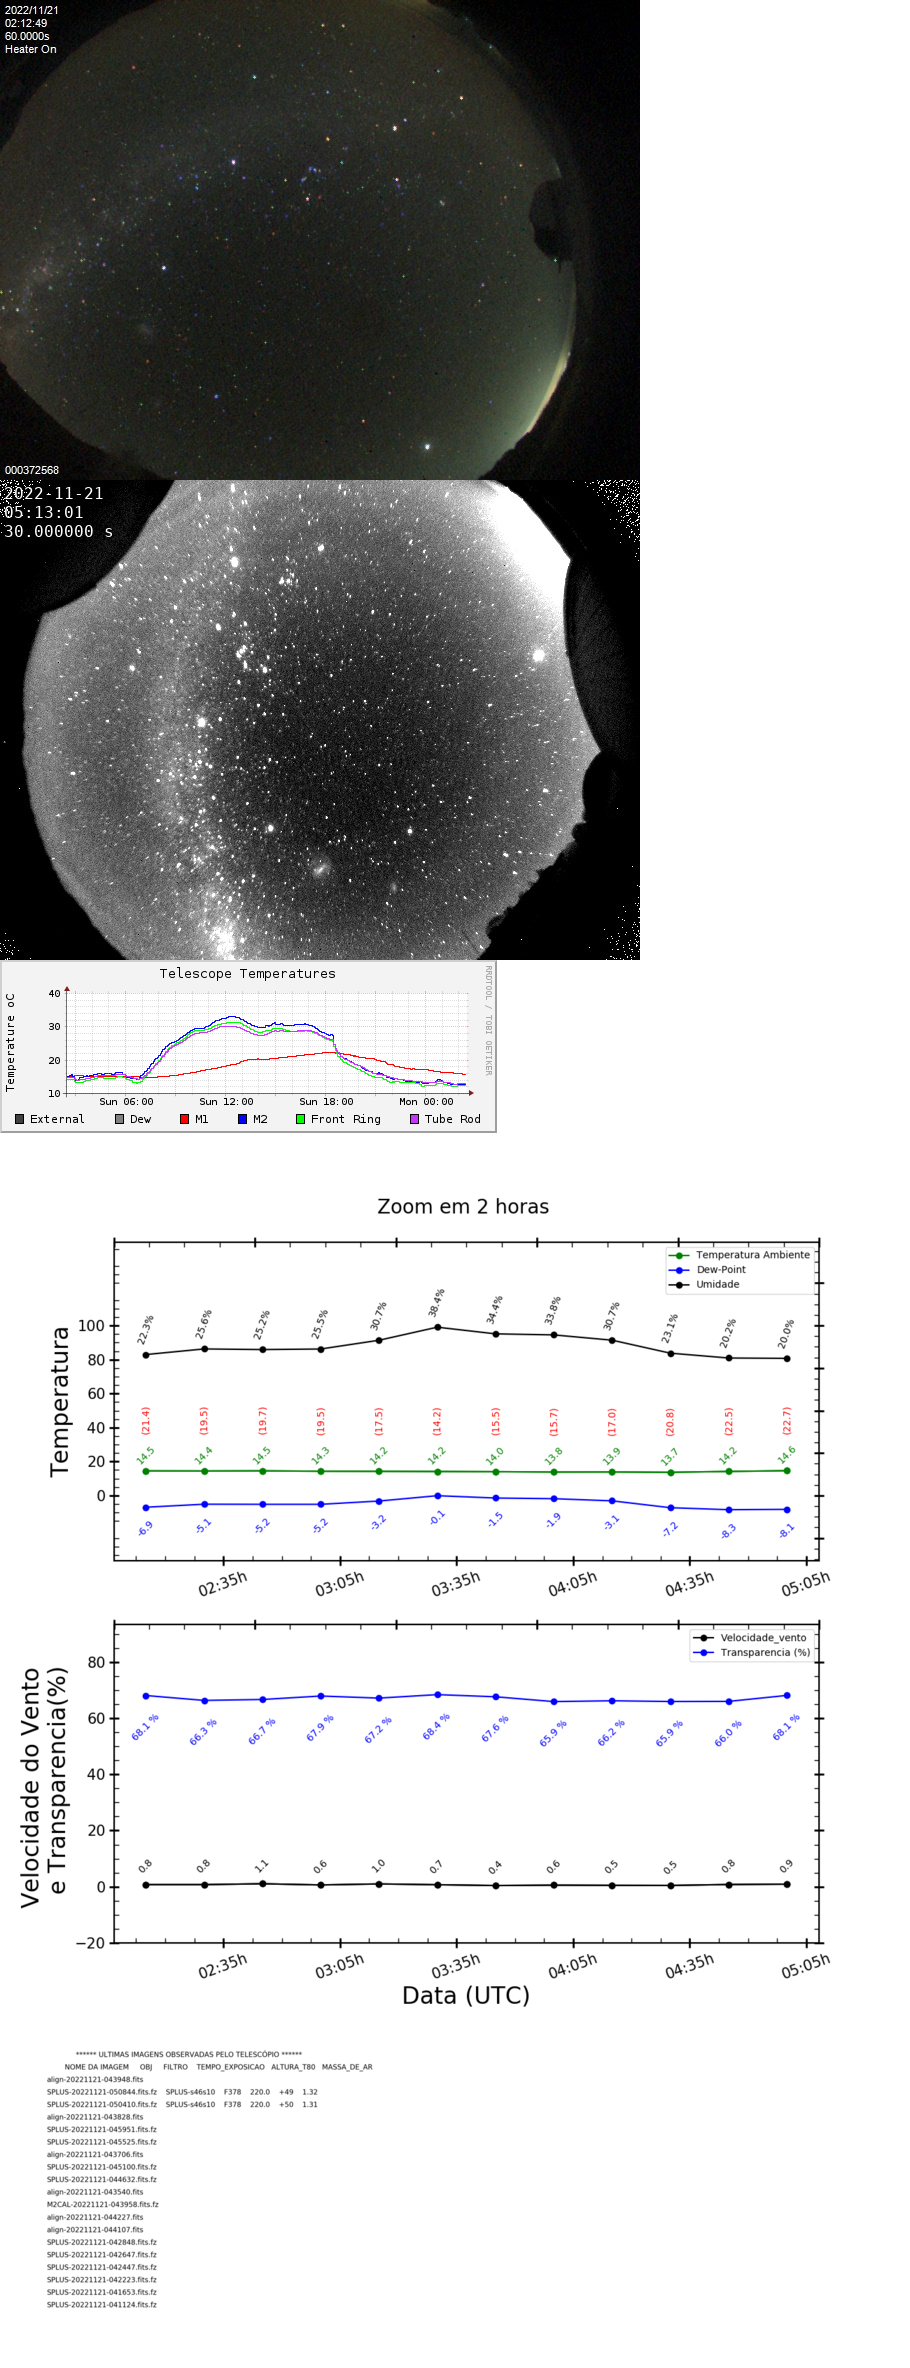 2022/11/21
02:12:49
60.0000s
Heater On
000372568
2022-11-21
05:13:01
30.000000 s
Telescope Temperatures
RRDTOOL / TOBI OETIKER
Temperature oC
40
30
20
10
Sun 06:00 Sun 12:00 Sun 18:00 Mon 00:00
External Dew M1 M2 Front Ring Tube Rod
Zoom em 2 horas
Temperatura Ambiente
Dew-Point
Umidade
Temperatura
100
80
60
40
20
0
22.3% 25.6% 25.2% 25.5% 30.7% 38.4% 34.4% 33.8% 30.7% 23.1% 20.2% 20.0%
(21.4) (19.5) (19.7) (19.5) (17.5) (14.2) (15.5) (15.7) (17.0) (20.8) (22.5) (22.7)
14.5 14.4 14.5 14.3 14.2 14.2 14.0 13.8 13.9 13.7 14.2 14.6
-6.9 -5.1 -5.2 -5.2 -3.2 -0.1 -1.5 -1.9 -3.1 -7.2 -8.3 -8.1
02:35h 03:05h 03:35h 04:05h 04:35h 05:05h
Velocidade_vento
Transparencia (%)
Velocidade do Vento
e Transparencia(%)
80
60
40
20
0
−20
68.1 % 66.3 % 66.7 % 67.9 % 67.2 % 68.4 % 67.6 % 65.9 % 66.2 % 65.9 % 66.0 % 68.1 %
0.8 0.8 1.1 0.6 1.0 0.7 0.4 0.6 0.5 0.5 0.8 0.9
02:35h 03:05h 03:35h 04:05h 04:35h 05:05h
Data (UTC)
****** ULTIMAS IMAGENS OBSERVADAS PELO TELESCÓPIO ******
NOME DA IMAGEM OBJ FILTRO TEMPO_EXPOSICAO ALTURA_T80 MASSA_DE_AR
align-20221121-043948.fits
SPLUS-20221121-050844.fits.fz SPLUS-s46s10 F378 220.0 +49 1.32
SPLUS-20221121-050410.fits.fz SPLUS-s46s10 F378 220.0 +50 1.31
align-20221121-043828.fits
SPLUS-20221121-045951.fits.fz
SPLUS-20221121-045525.fits.fz
align-20221121-043706.fits
SPLUS-20221121-045100.fits.fz
SPLUS-20221121-044632.fits.fz
align-20221121-043540.fits
M2CAL-20221121-043958.fits.fz
align-20221121-044227.fits
align-20221121-044107.fits
SPLUS-20221121-042848.fits.fz
SPLUS-20221121-042647.fits.fz
SPLUS-20221121-042447.fits.fz
SPLUS-20221121-042223.fits.fz
SPLUS-20221121-041653.fits.fz
SPLUS-20221121-041124.fits.fz